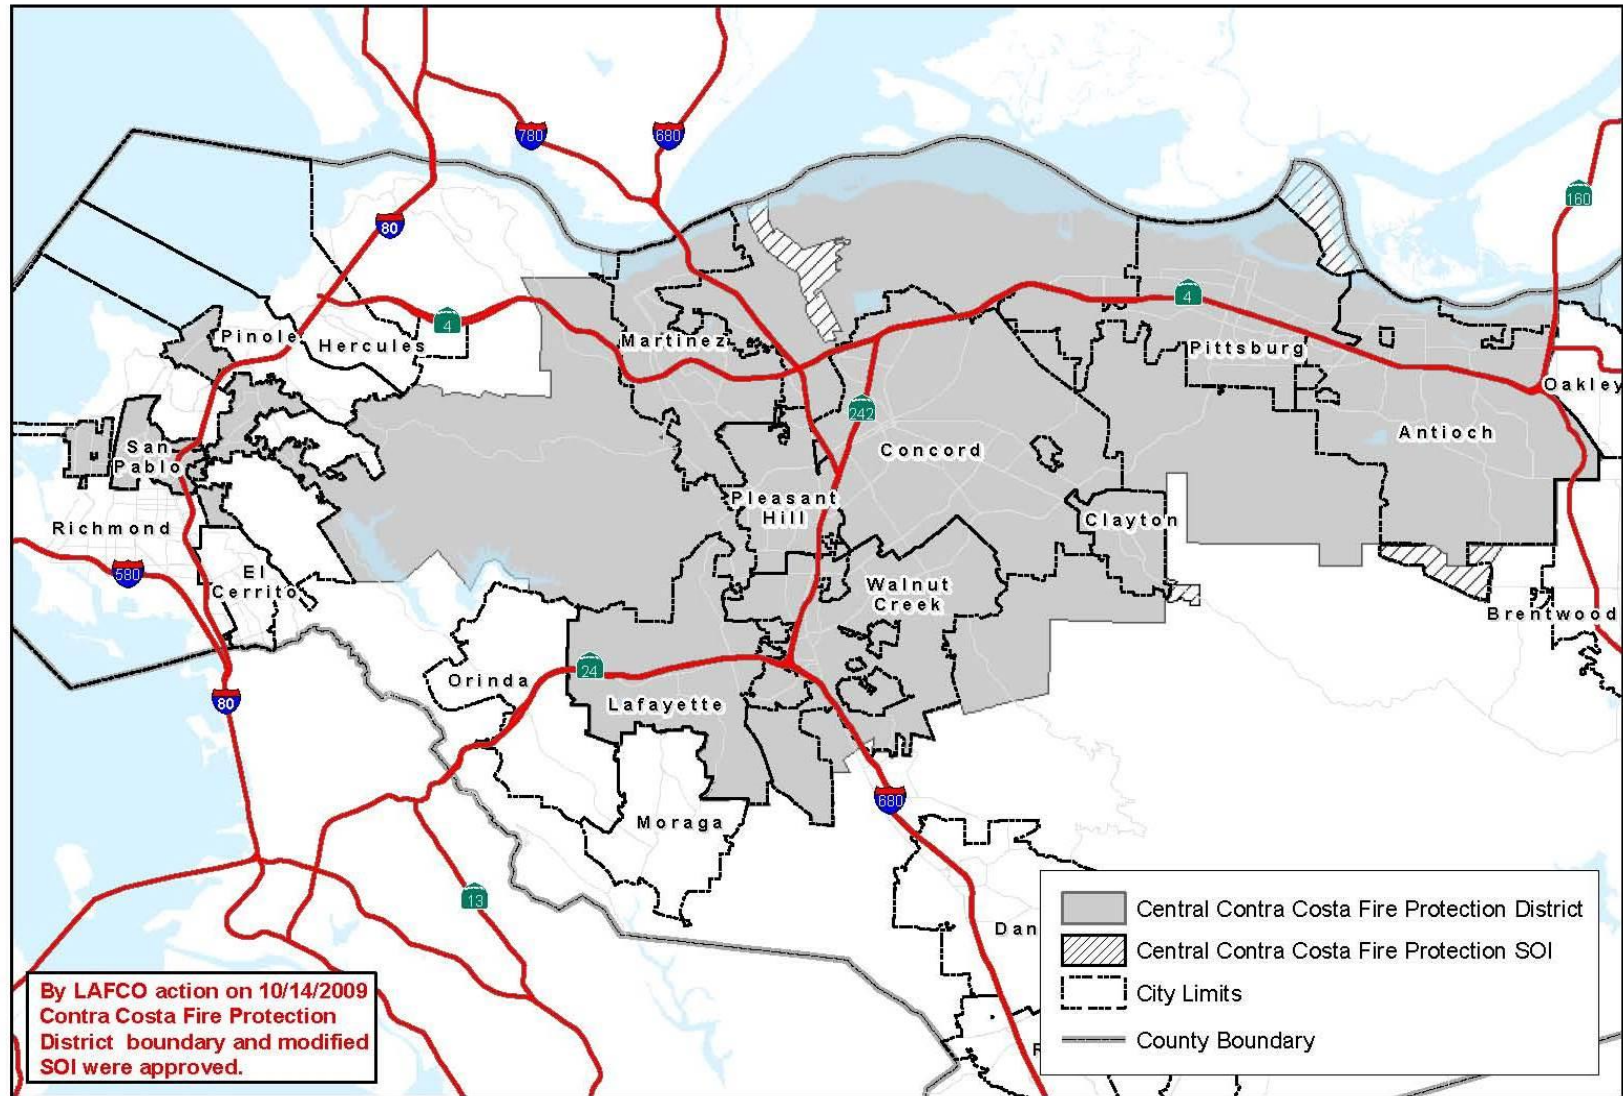 780
680
160
80
4
4
Pinole
Hercules
Martinez
Pittsburg
Oakley
242
San
Pablo
Concord
Antioch
Pleasant
Hill
Clayton
Richmond
580
El
Cerrito
Walnut
Creek
Brentwood
Orinda
24
80
Lafayette
680
Moraga
13
Dan
R
Central Contra Costa Fire Protection District
Central Contra Costa Fire Protection SOI
City Limits
County Boundary
By LAFCO action on 10/14/2009
Contra Costa Fire Protection
District boundary and modified
SOI were approved.